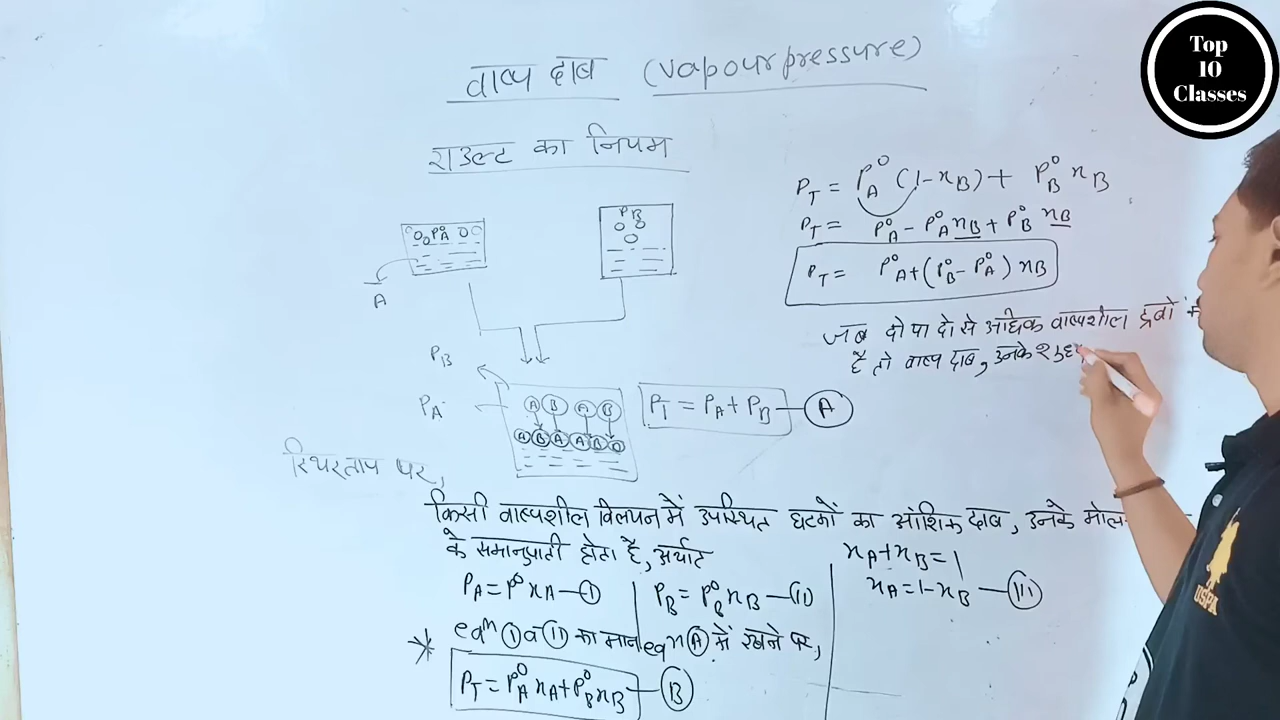 Top
10
Classes
वाष्प दाब (vapour pressure)
राउल्ट का नियम
P°A
PB
A
PB
PA
A B A B
A B A A B
PT = PA + PB — A
स्थिरताप पर,
किसी वाष्पशील विलयन में उपस्थित घटकों का आंशिक दाब, उनके मोल
के समानुपाती होता है, अर्थात
PA = P° xA — I
PB = P°B xB — II
xA + xB = 1
xA = 1 - xB — III
* eqn I व II का मान eqn A में रखने पर,
PT = P°A xA + P°B xB — B
PT = P°A (1 - xB) + P°B xB
PT = P°A - P°A xB + P°B xB
PT = P°A + (P°B - P°A) xB
जब दो या दो से अधिक वाष्पशील द्रवों
है तो वाष्प दाब, उनके
USPA